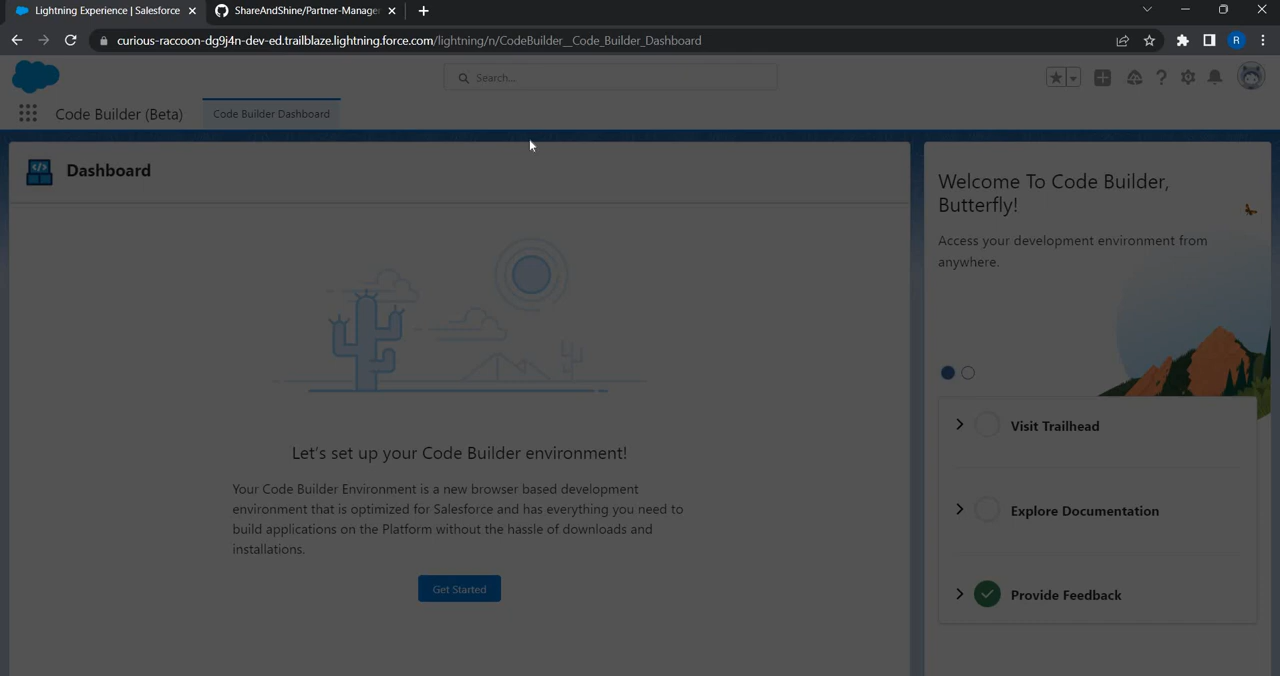 Lightning Experience | Salesforce
ShareAndShine/Partner-Manager
curious-raccoon-dg9j4n-dev-ed.trailblaze.lightning.force.com/lightning/n/CodeBuilder__Code_Builder_Dashboard
R
Search...
Code Builder (Beta)
Code Builder Dashboard
Dashboard
Let's set up your Code Builder environment!
Your Code Builder Environment is a new browser based development
environment that is optimized for Salesforce and has everything you need to
build applications on the Platform without the hassle of downloads and
installations.
Get Started
Welcome To Code Builder,
Butterfly!
Access your development environment from
anywhere.
Visit Trailhead
Explore Documentation
Provide Feedback